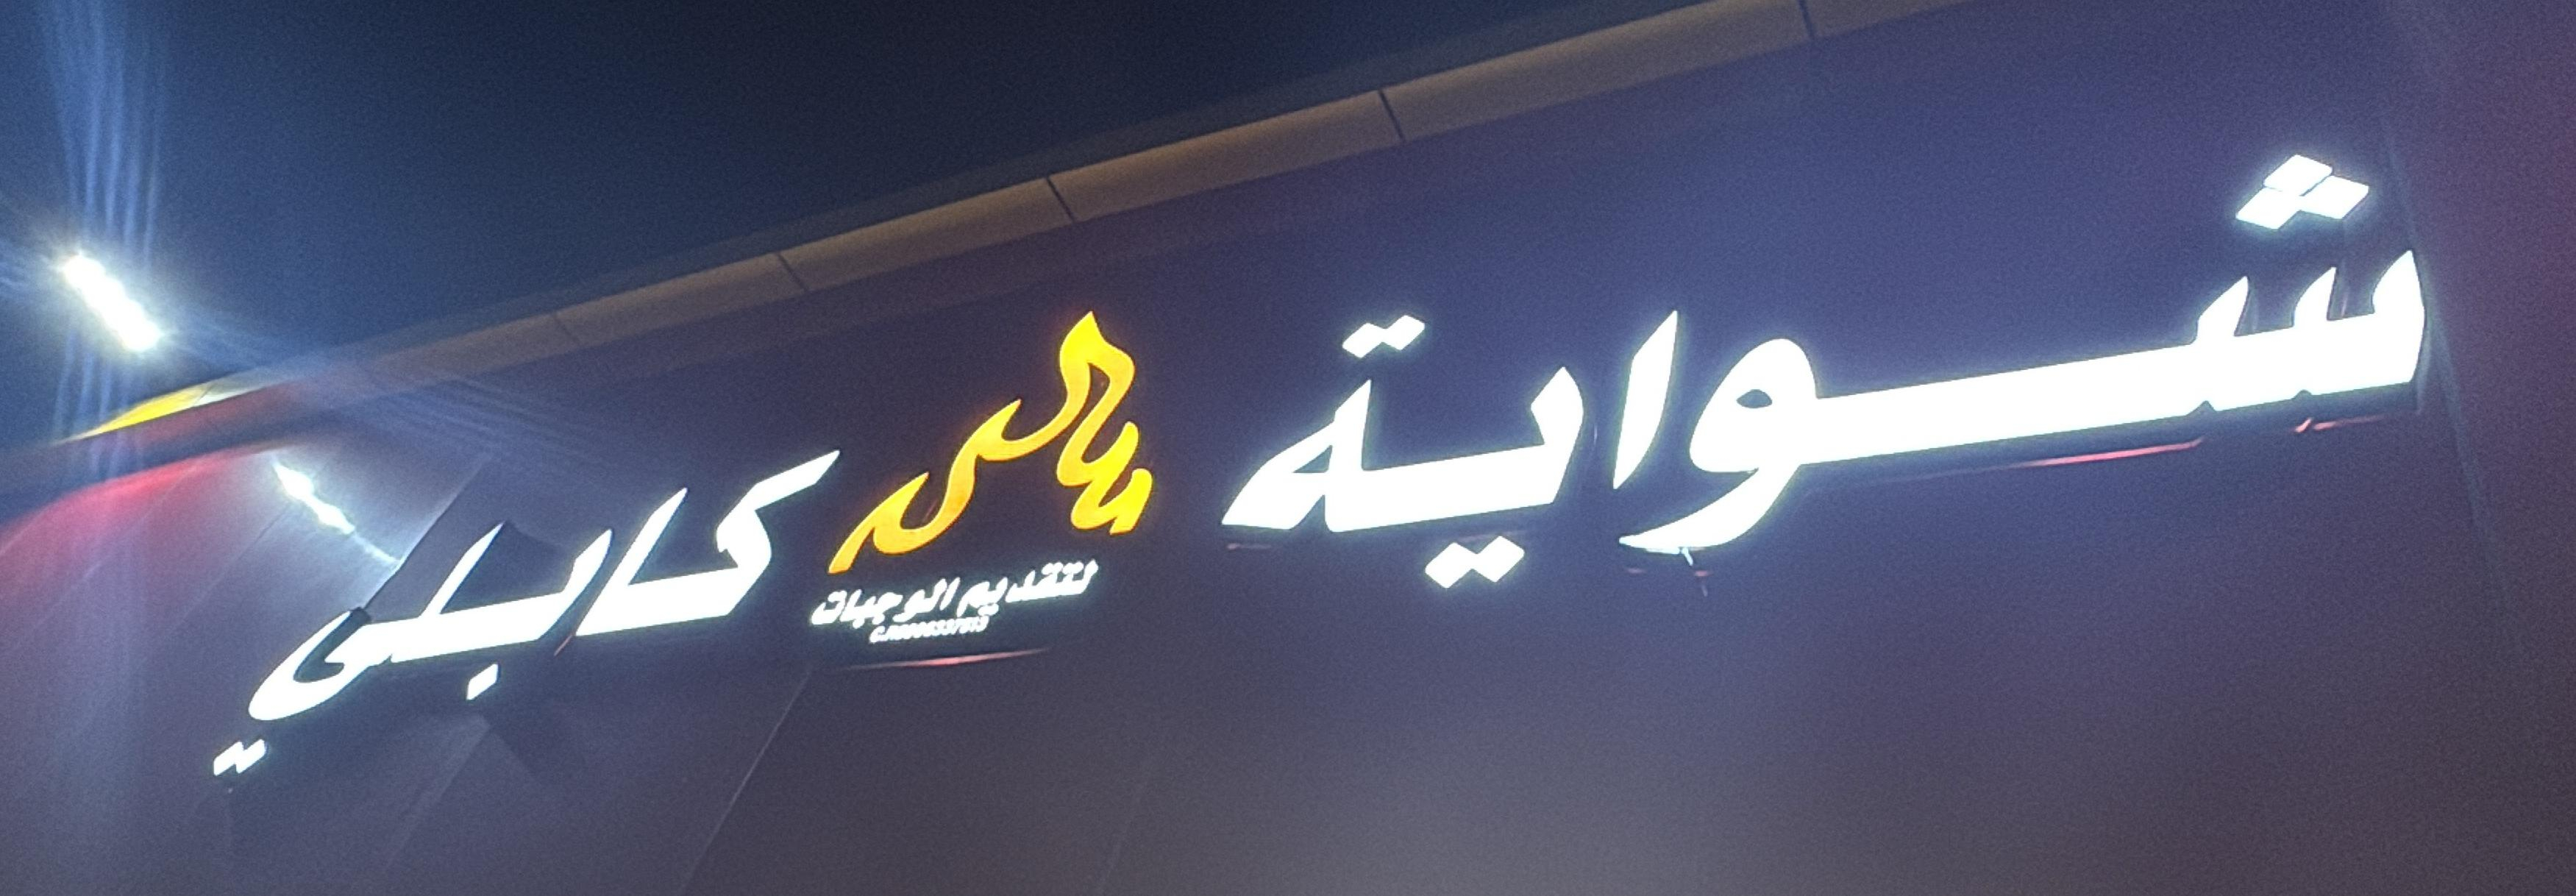 شواية كابلي
لتقديم الوجبات